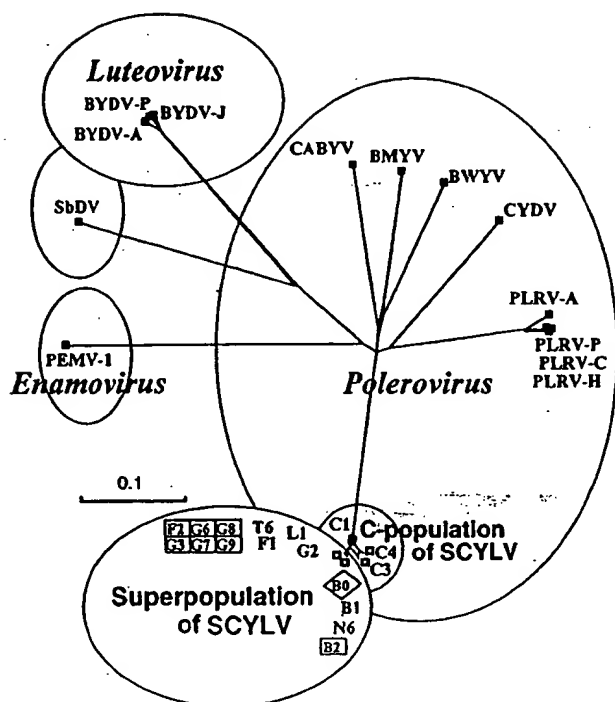 Luteovirus
BYDV-P
BYDV-J
BYDV-A
CABYV
BMYV
BWYV
SbDV
CYDV
PLRV-A
PEMV-1
PLRV-P
PLRV-C
PLRV-H
Enamovirus
Polerovirus
0.1
F2 G6 G8 T6 L1
G3 G7 G9 F1 G2
C1 C-population
C4 of SCYLV
C3
Superpopulation
of SCYLV
B0
B1
N6
B2